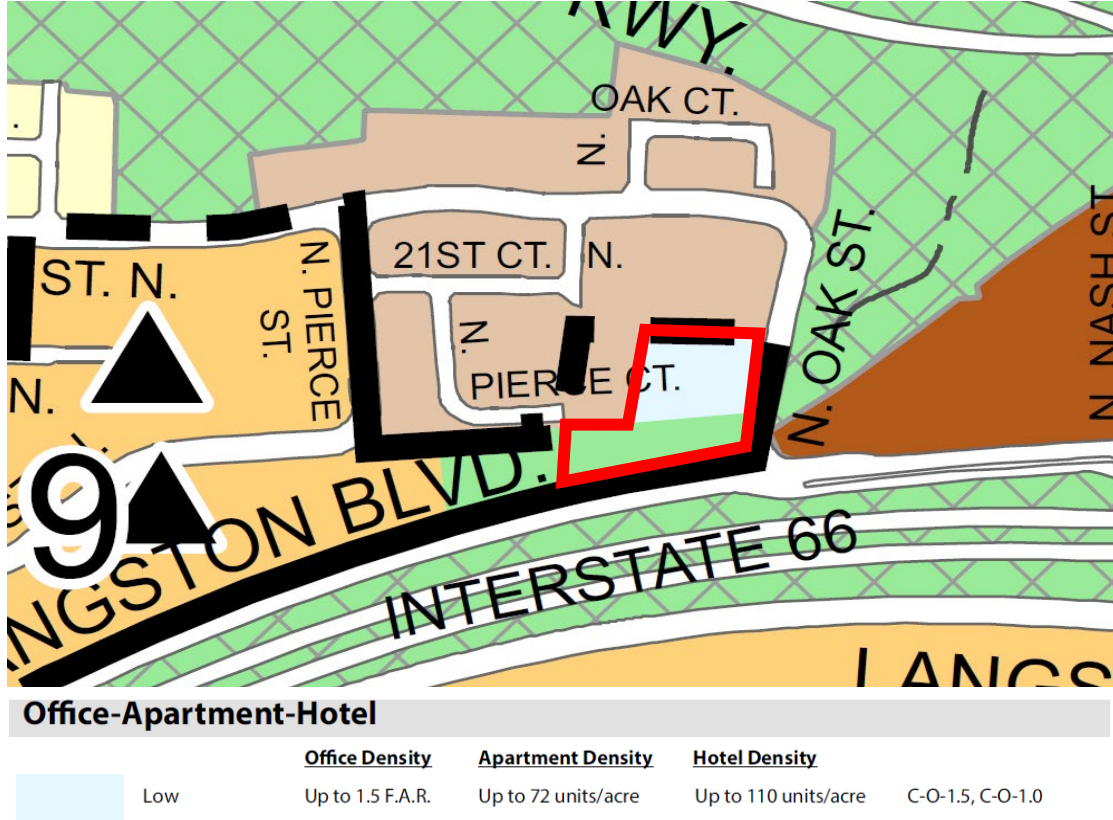 KWY.
OAK CT.
N.
.
N. OAK ST.
N. NASH ST
21ST CT. N.
ST. N.
N. PIERCE
ST.
N.
PIERCE CT.
N.
9
ANGSTON BLVD.
INTERSTATE 66
LANGS
Office-Apartment-Hotel
Office Density Apartment Density Hotel Density
Low Up to 1.5 F.A.R. Up to 72 units/acre Up to 110 units/acre C-O-1.5, C-O-1.0